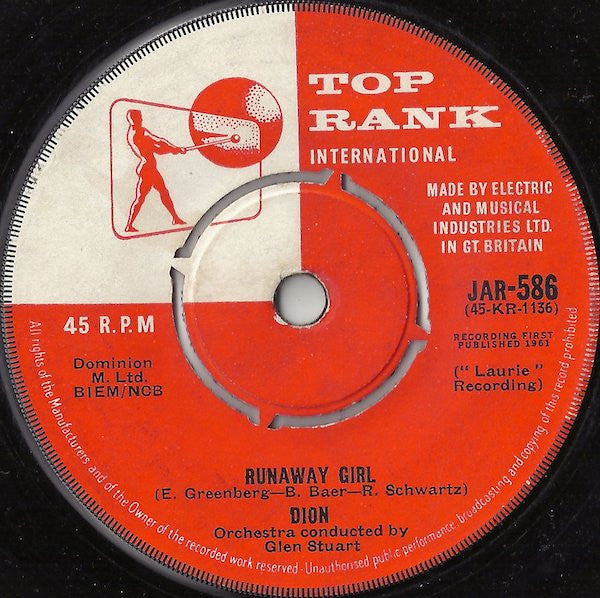 TOP
RANK
INTERNATIONAL
MADE BY ELECTRIC
AND MUSICAL
INDUSTRIES LTD.
IN GT. BRITAIN
JAR-586
(45-KR-1136)
RECORDING FIRST
PUBLISHED 1961
("Laurie"
Recording)
45 R.P.M
Dominion
M. Ltd.
BIEM/NCB
RUNAWAY GIRL
(E. Greenberg—B. Baer—R. Schwartz)
DION
Orchestra conducted by
Glen Stuart
All rights of the Manufacturers and of the Owner of the recorded work reserved - Unauthorised public performance, broadcasting and copying of this record prohibited